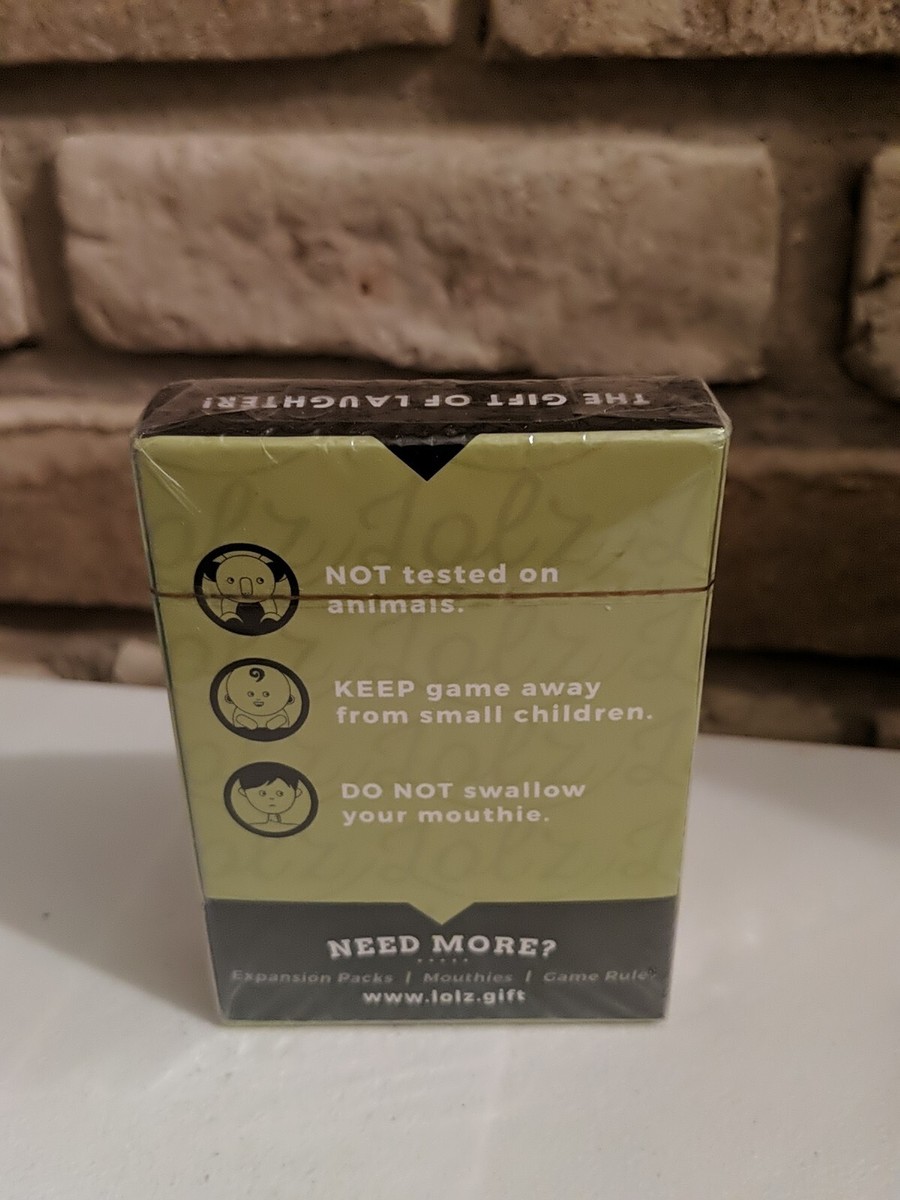 THE GIFT OF LAUGHTER!
NOT tested on
animals.
KEEP game away
from small children.
DO NOT swallow
your mouthie.
NEED MORE?
Expansion Packs | Mouthies | Game Rules
www.lolz.gift